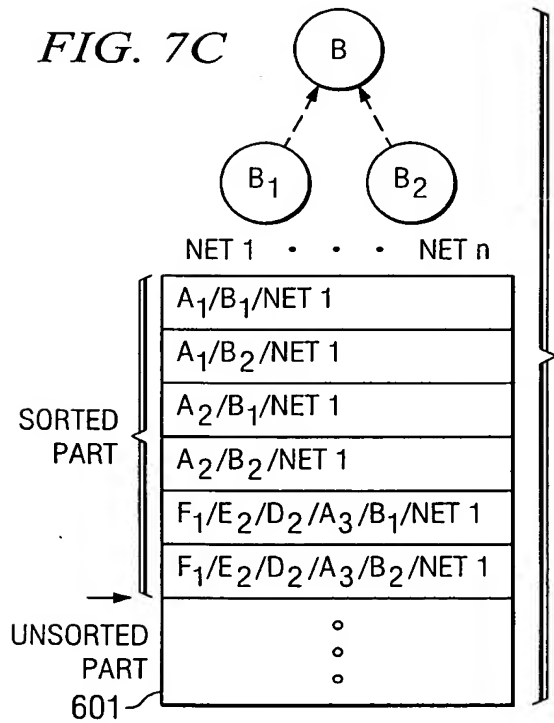 FIG. 7C
B
B₁ B₂
NET 1 · · · NET n
A₁/B₁/NET 1
A₁/B₂/NET 1
A₂/B₁/NET 1
SORTED PART
A₂/B₂/NET 1
F₁/E₂/D₂/A₃/B₁/NET 1
F₁/E₂/D₂/A₃/B₂/NET 1
UNSORTED PART
601